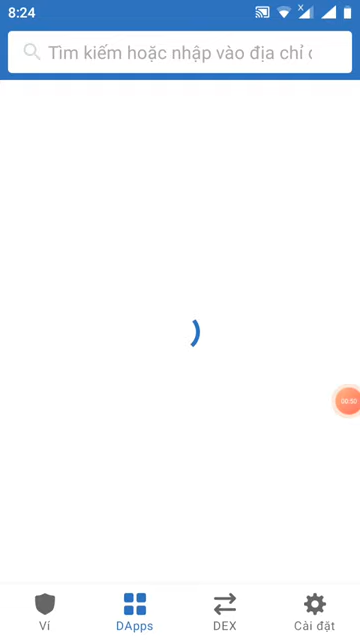 8:24
Tìm kiếm hoặc nhập vào địa chỉ
00:50
Ví
DApps
DEX
Cài đặt